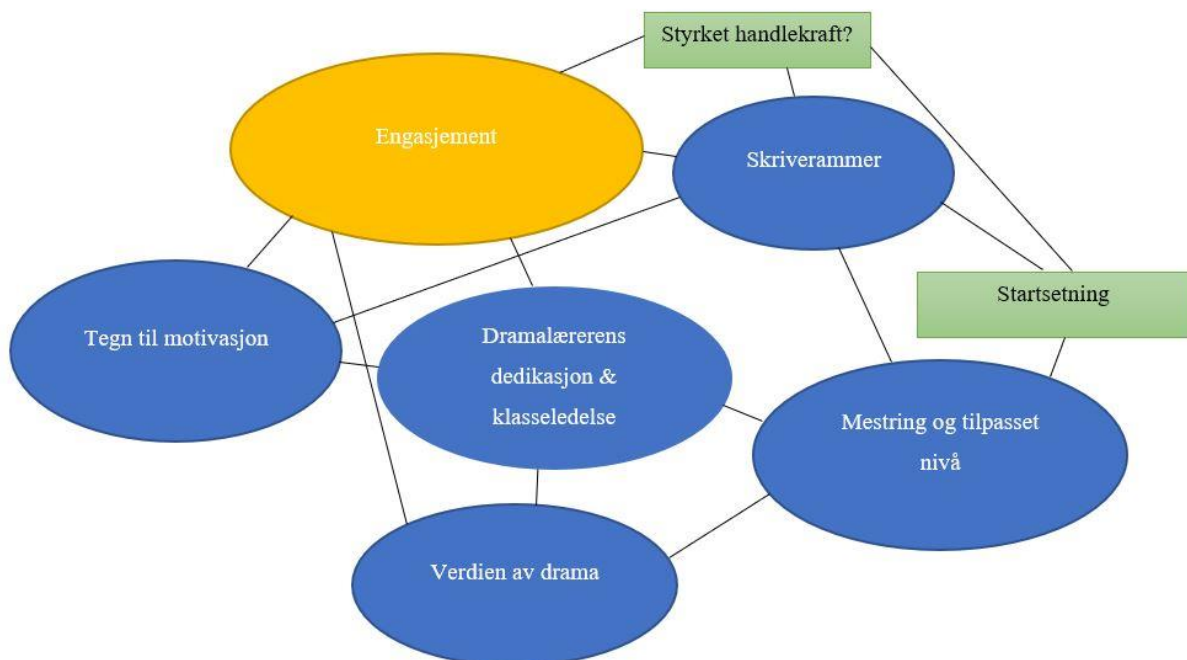 Styrket handlekraft?
Engasjement
Skriverammer
Startsetning
Tegn til motivasjon
Dramalærerens
dedikasjon &
klasseledelse
Mestring og tilpasset
nivå
Verdien av drama